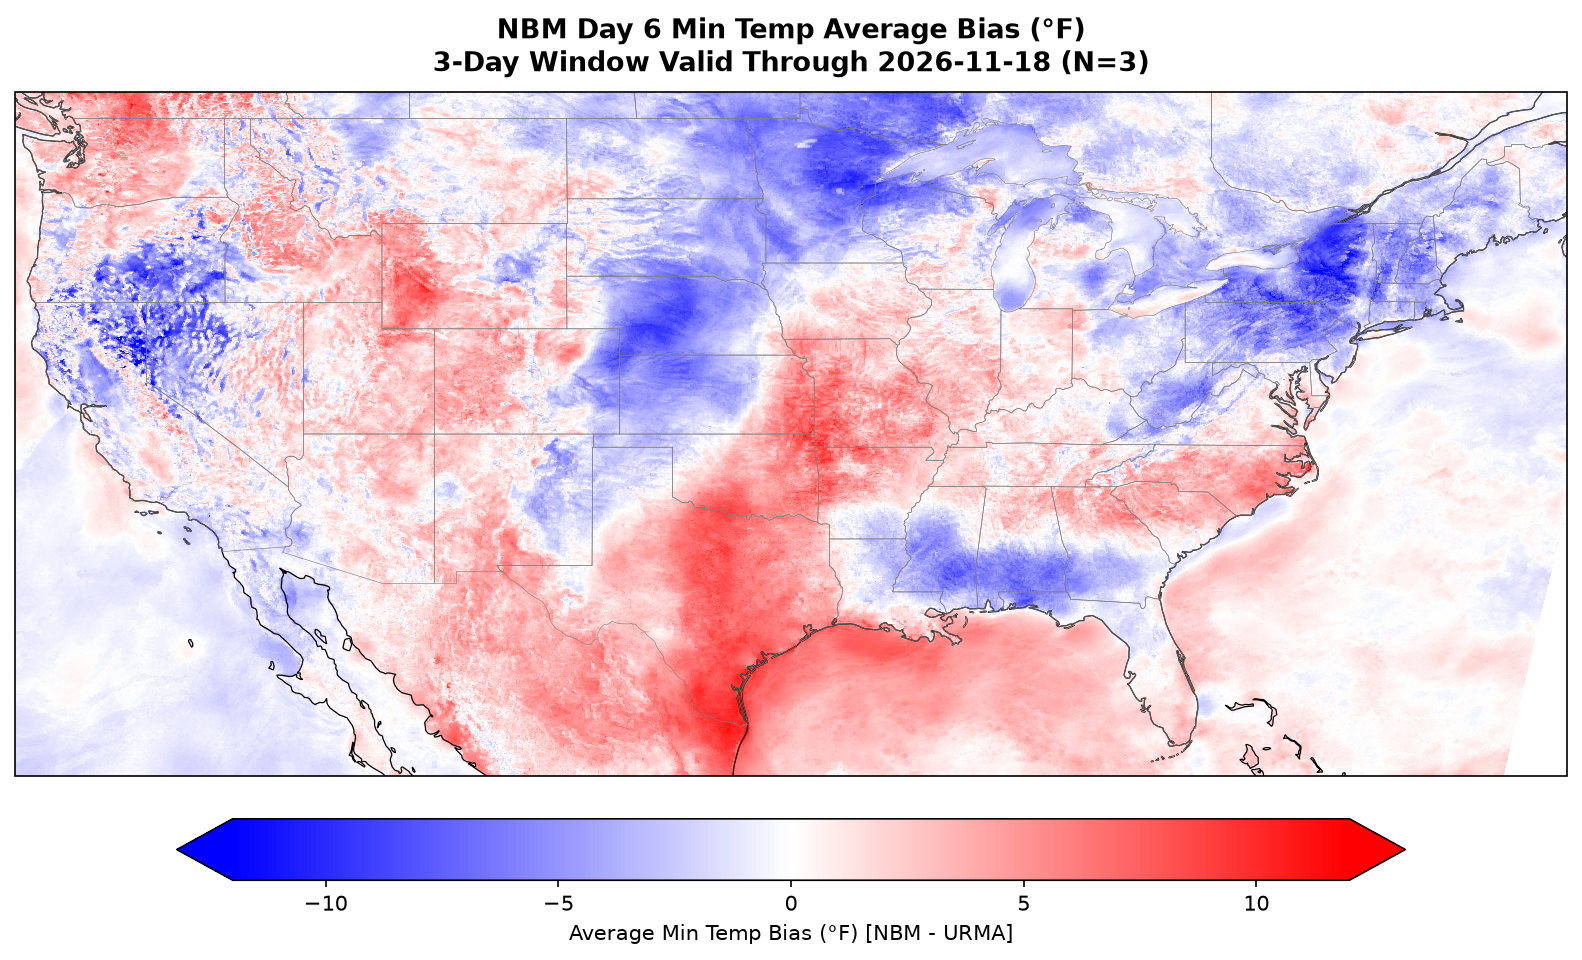 NBM Day 6 Min Temp Average Bias (°F)
3-Day Window Valid Through 2026-11-18 (N=3)
−10 −5 0 5 10
Average Min Temp Bias (°F) [NBM - URMA]